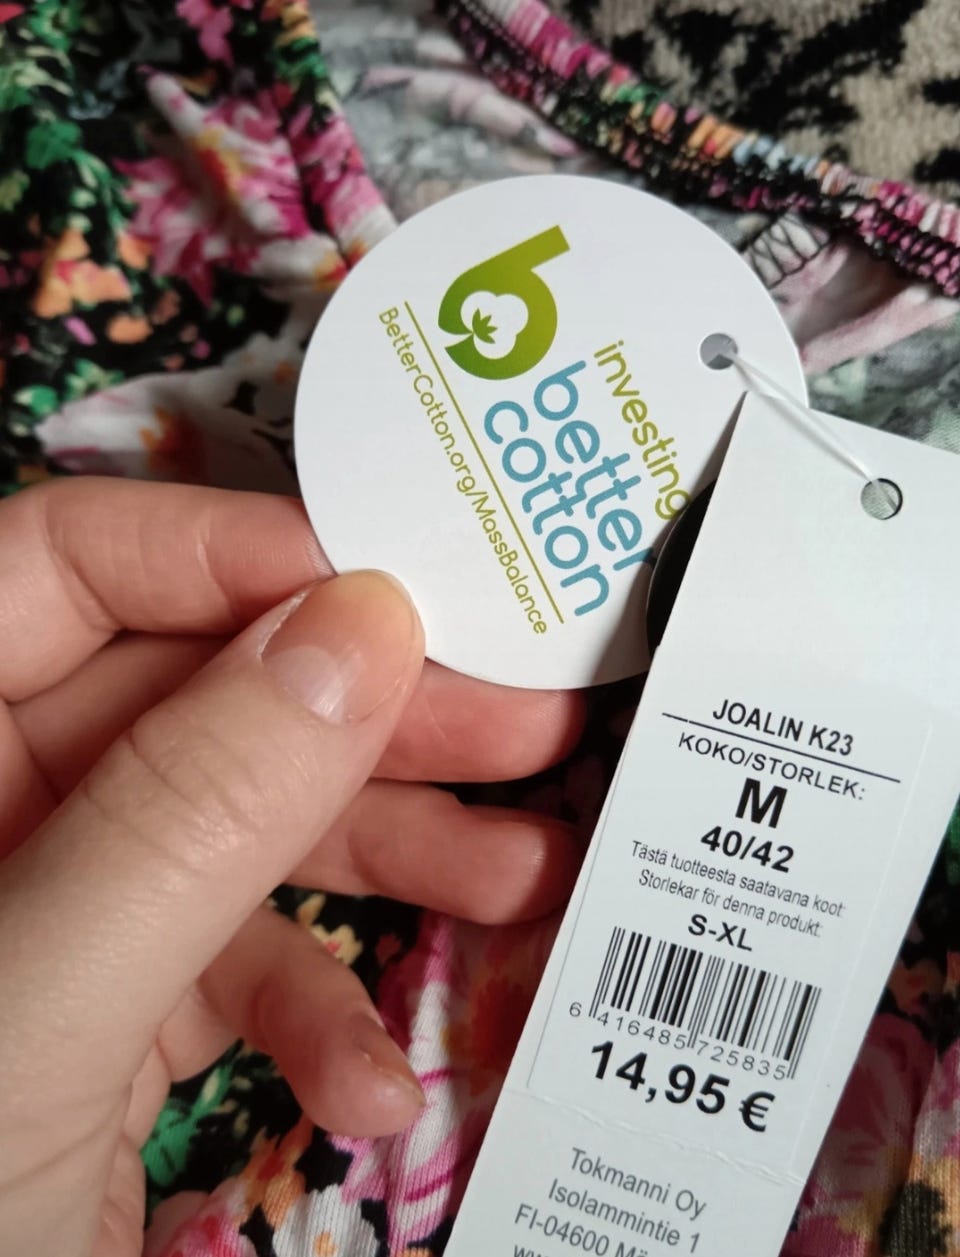 investing
better
cotton
BetterCotton.org/MassBalance
JOALIN K23
KOKO/STORLEK:
M
40/42
Tästä tuotteesta saatavana koot:
Storlekar för denna produkt:
S-XL
6 416485 725835
14,95 €
Tokmanni Oy
Isolammintie 1
FI-04600